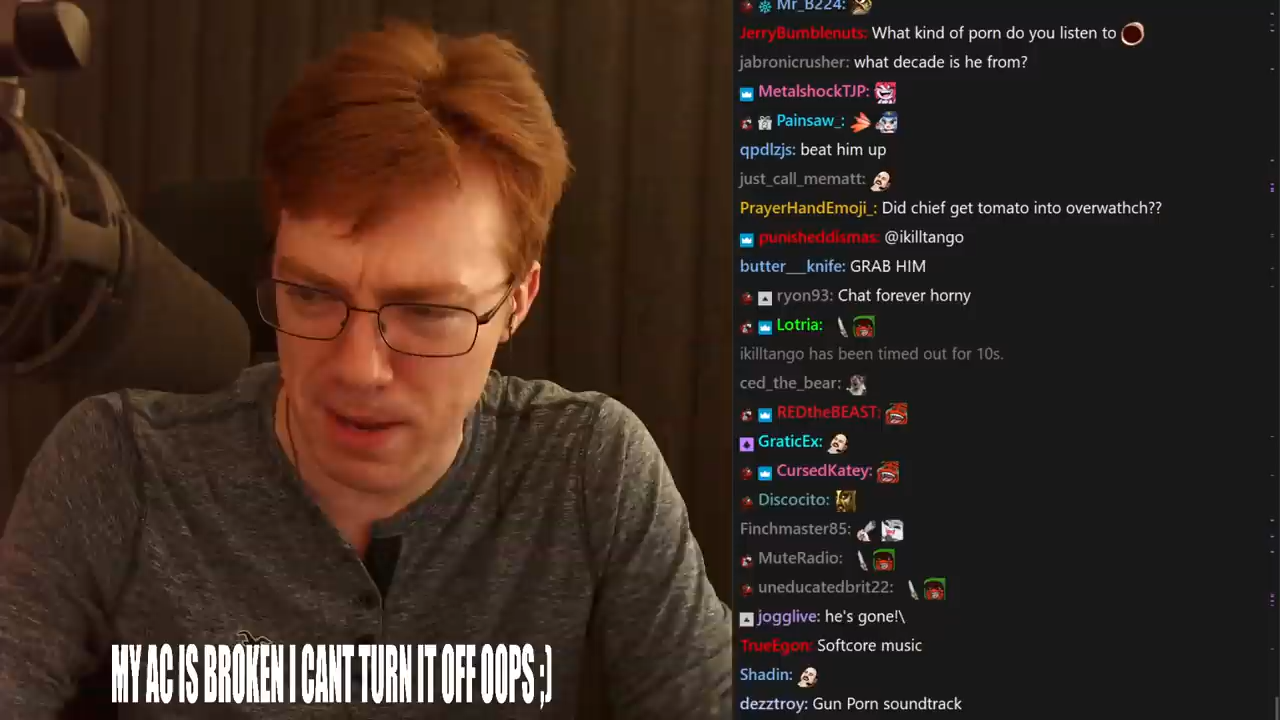 Mr_B224:
JerryBumblenuts: What kind of porn do you listen to
jabronicrusher: what decade is he from?
MetalshockTJP:
Painsaw_:
qpdlzjs: beat him up
just_call_mematt:
PrayerHandEmoji_: Did chief get tomato into overwathch??
punisheddismas: @ikilltango
butter___knife: GRAB HIM
ryon93: Chat forever horny
Lotria:
ikilltango has been timed out for 10s.
ced_the_bear:
REDtheBEAST:
GraticEx:
CursedKatey:
Discocito:
Finchmaster85:
MuteRadio:
uneducatedbrit22:
jogglive: he's gone!\
TrueEgon: Softcore music
Shadin:
dezztroy: Gun Porn soundtrack
MY AC IS BROKEN I CANT TURN IT OFF OOPS ;)